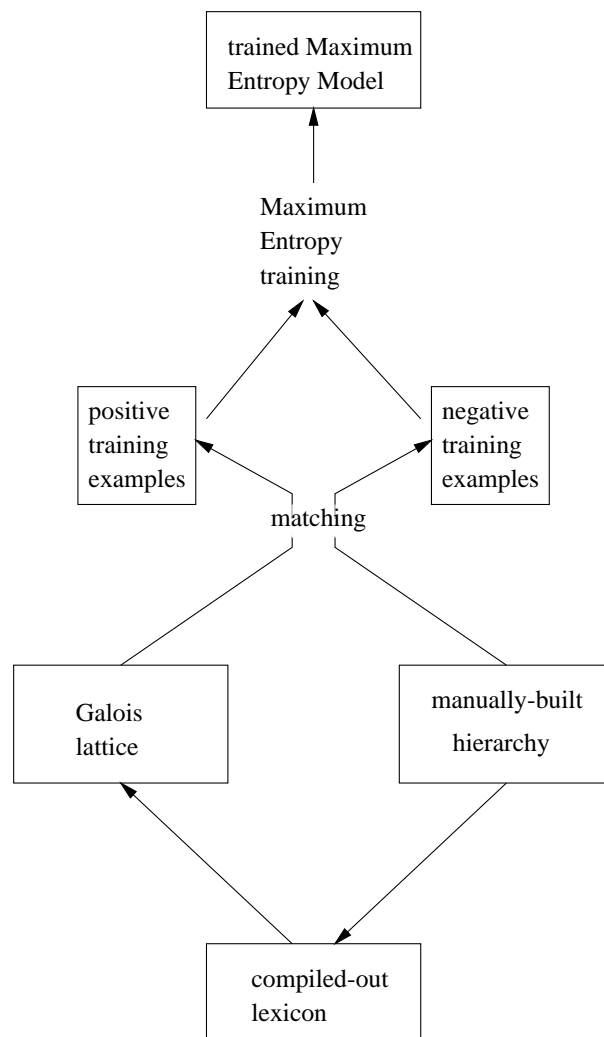 trained Maximum
Entropy Model
Maximum
Entropy
training
positive
training
examples
negative
training
examples
matching
Galois
lattice
manually-built
hierarchy
compiled-out
lexicon